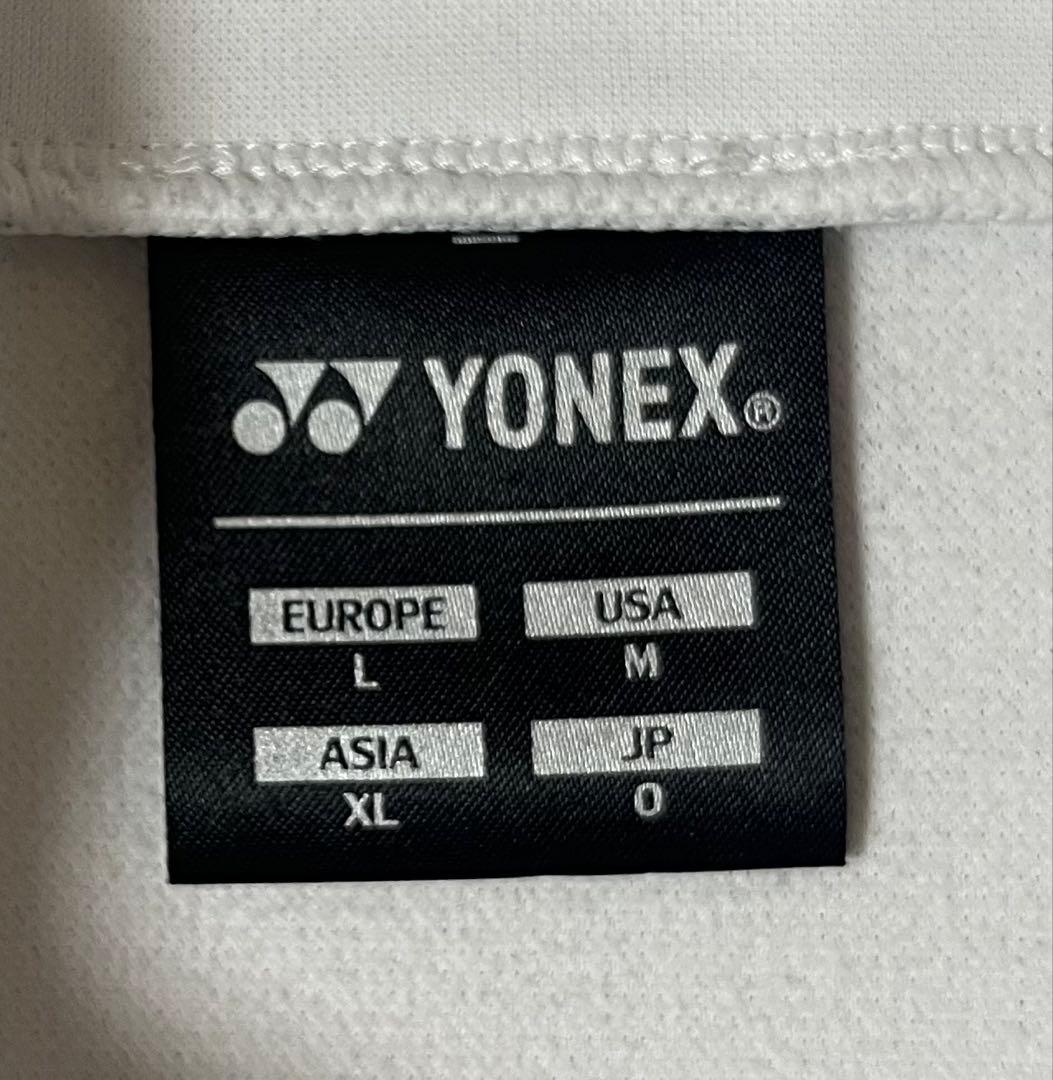 YONEX®
EUROPE USA
L M
ASIA JP
XL O